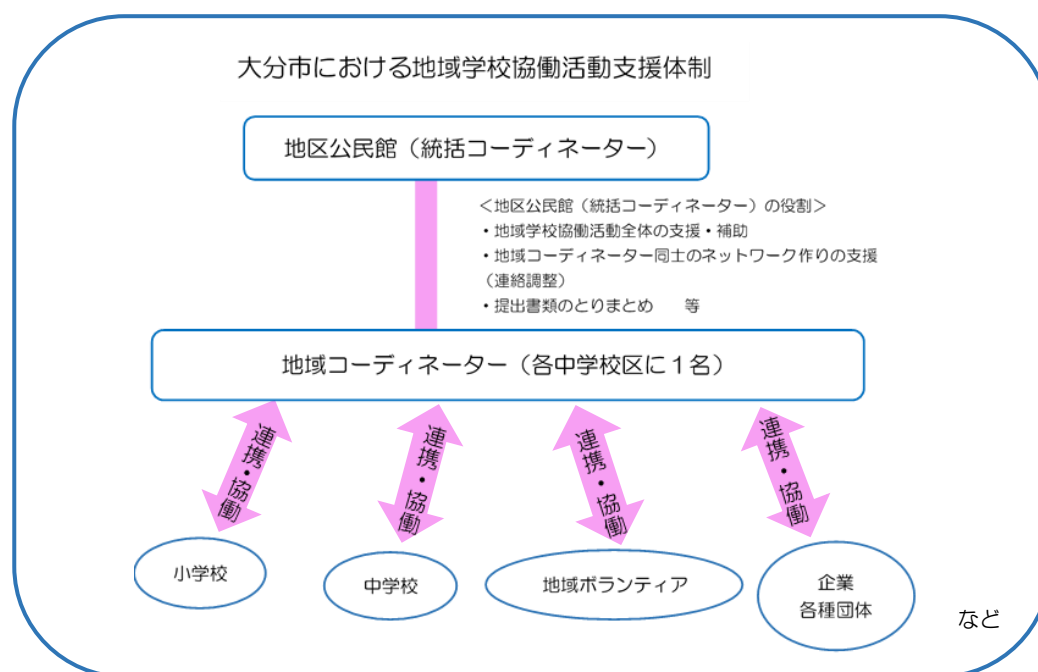 大分市における地域学校協働活動支援体制
地区公民館（統括コーディネーター）
＜地区公民館（統括コーディネーター）の役割＞
・地域学校協働活動全体の支援・補助
・地域コーディネーター同士のネットワーク作りの支援
（連絡調整）
・提出書類のとりまとめ　　等
地域コーディネーター（各中学校区に１名）
連携・協働
連携・協働
連携・協働
連携・協働
小学校
中学校
地域ボランティア
企業
各種団体
など